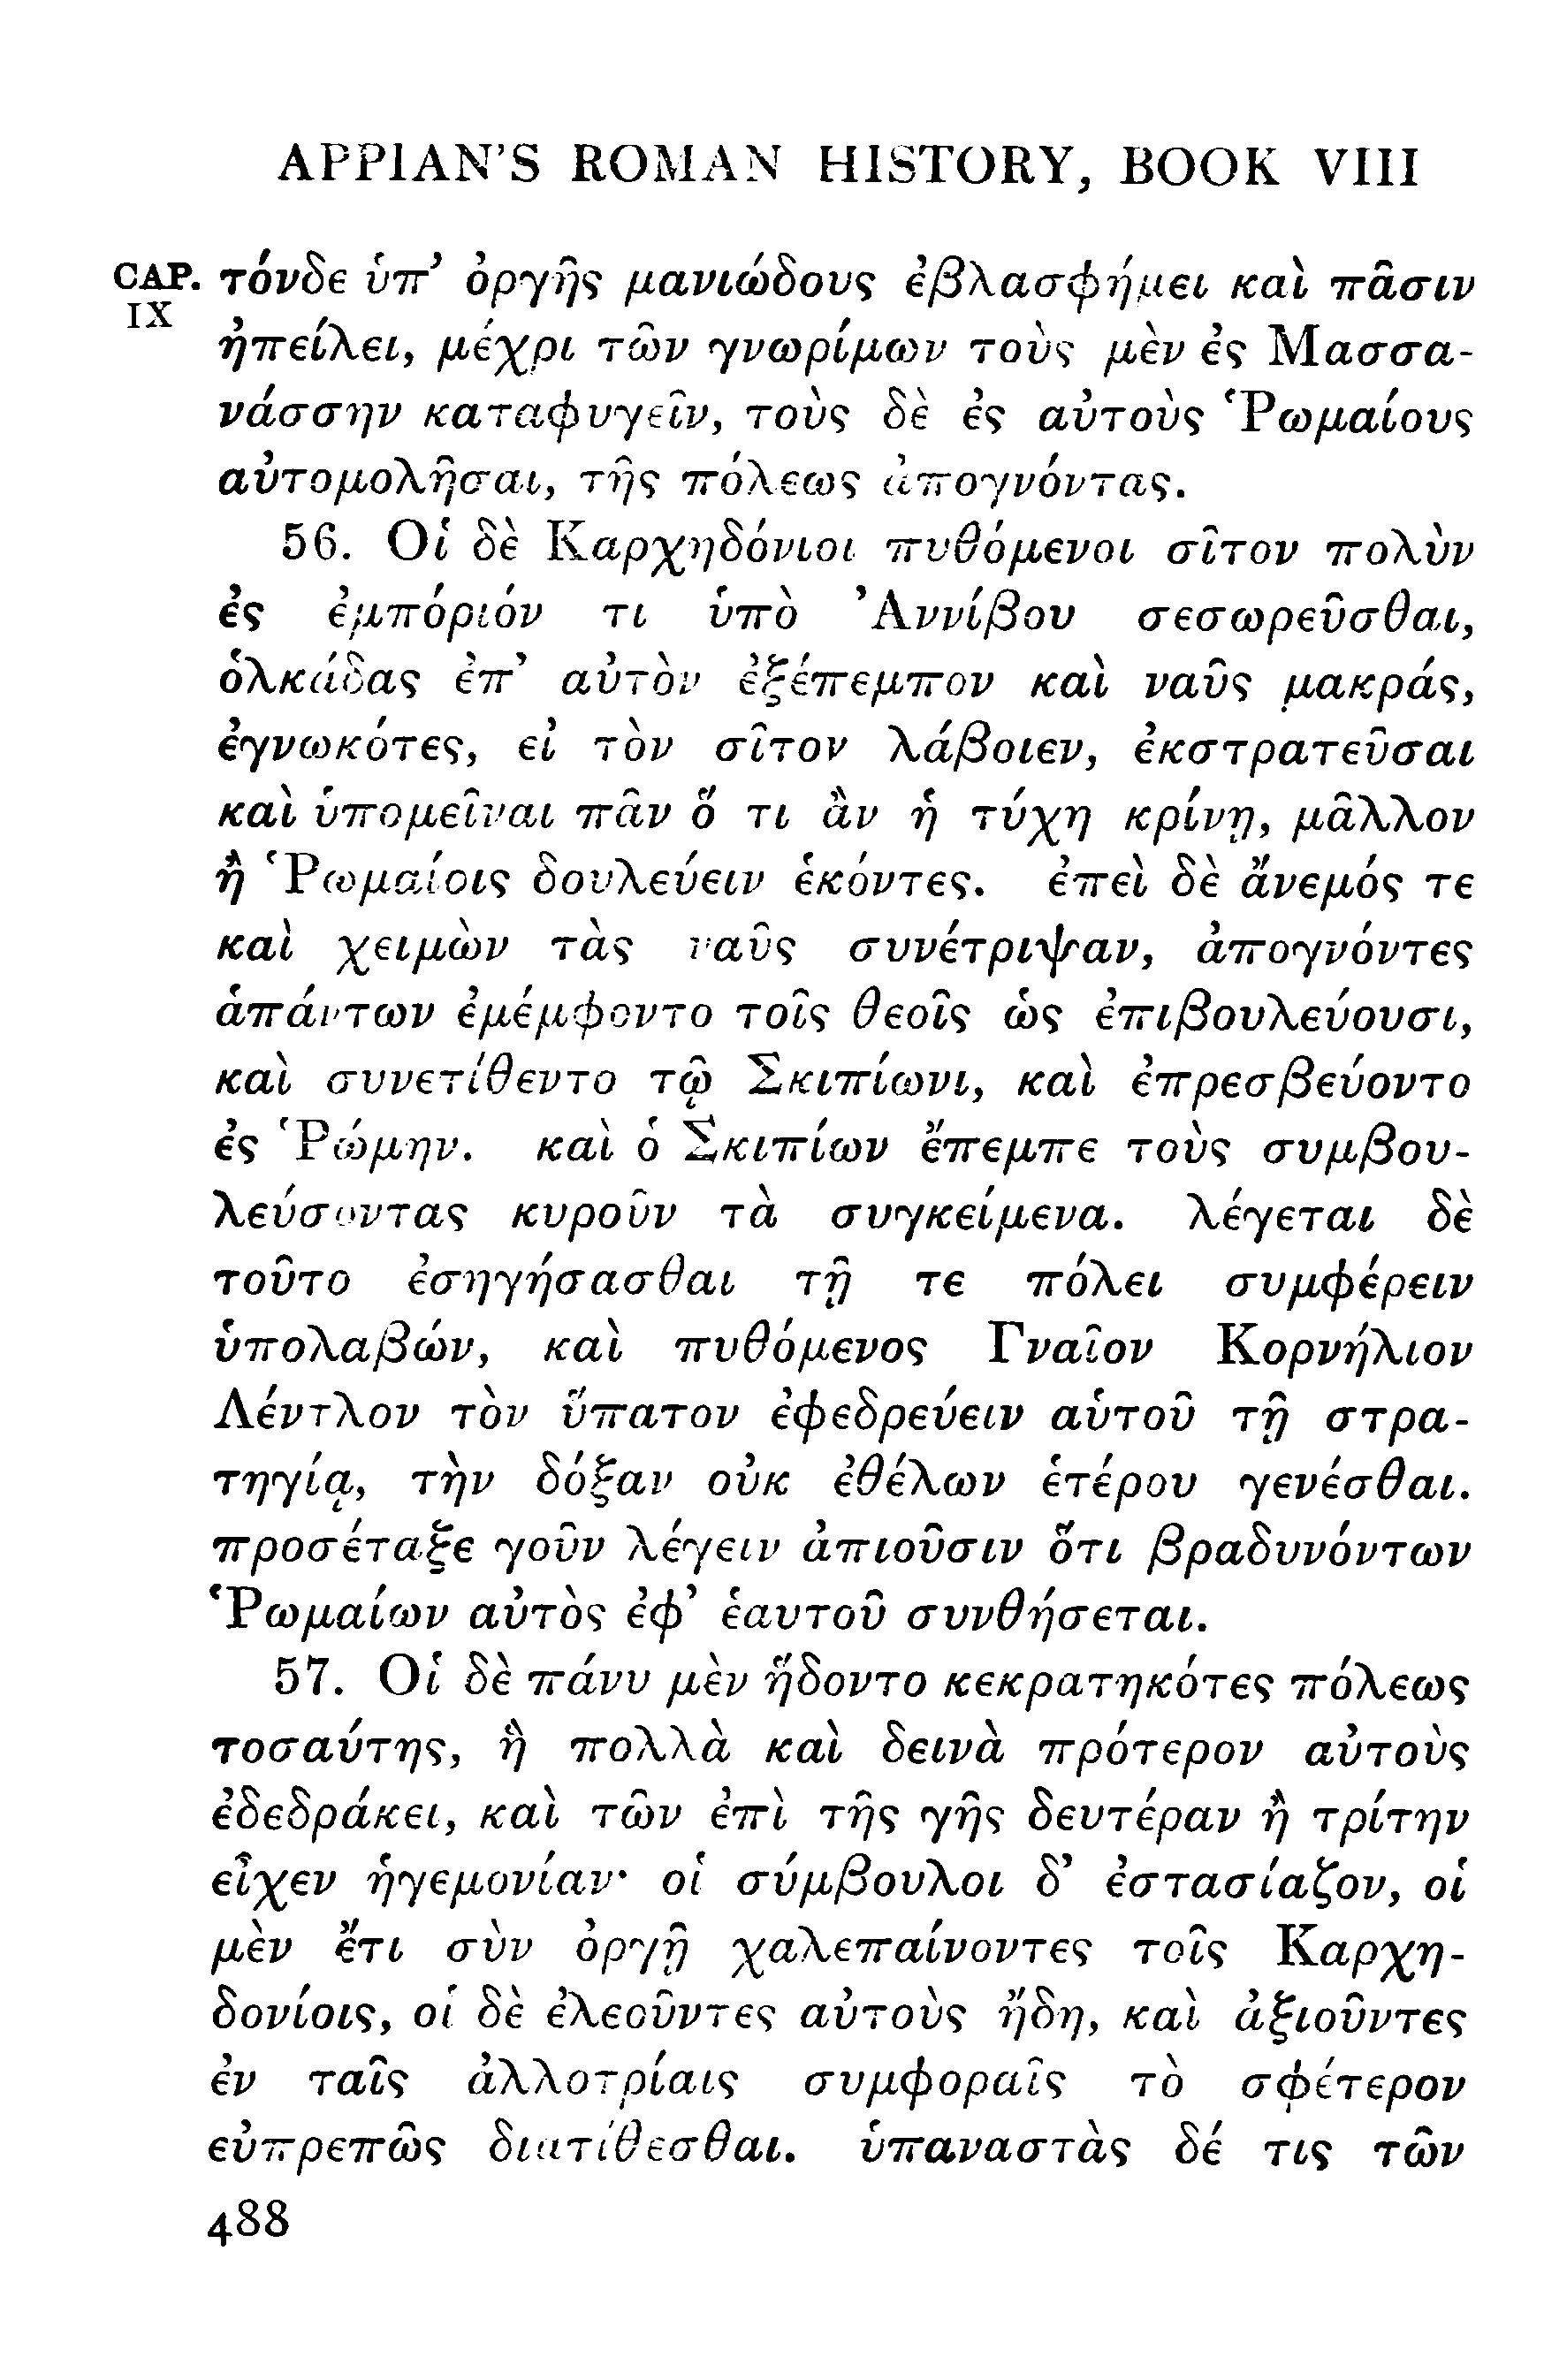 APPIAN'S ROMAN HISTORY, BOOK VIII
CAP. IX τόνδε ὑπ' ὀργῆς μανιώδους ἐβλασφήμει καὶ πᾶσιν
ἠπείλει, μέχρι τῶν γνωρίμων τοὺς μὲν ἐς Μασσα-
νάσσην καταφυγεῖν, τοὺς δὲ ἐς αὐτοὺς Ῥωμαίους
αὐτομολῆσαι, τῆς πόλεως ἀπογνόντας.
56. Οἱ δὲ Καρχηδόνιοι πυθόμενοι σῖτον πολὺν
ἐς ἐμπόριόν τι ὑπὸ Ἀννίβου σεσωρεῦσθαι,
ὁλκάδας ἐπ' αὐτὸν ἐξέπεμπον καὶ ναῦς μακράς,
ἐγνωκότες, εἰ τὸν σῖτον λάβοιεν, ἐκστρατεῦσαι
καὶ ὑπομεῖναι πᾶν ὅ τι ἂν ἡ τύχη κρίνῃ, μᾶλλον
ἢ Ῥωμαίοις δουλεύειν ἑκόντες. ἐπεὶ δὲ ἄνεμός τε
καὶ χειμὼν τὰς ναῦς συνέτριψαν, ἀπογνόντες
ἁπάντων ἐμέμφοντο τοῖς θεοῖς ὡς ἐπιβουλεύουσι,
καὶ συνετίθεντο τῷ Σκιπίωνι, καὶ ἐπρεσβεύοντο
ἐς Ῥώμην. καὶ ὁ Σκιπίων ἔπεμπε τοὺς συμβου-
λεύσοντας κυροῦν τὰ συγκείμενα. λέγεται δὲ
τοῦτο ἐσηγήσασθαι τῇ τε πόλει συμφέρειν
ὑπολαβών, καὶ πυθόμενος Γναῖον Κορνήλιον
Λέντλον τὸν ὕπατον ἐφεδρεύειν αὑτοῦ τῇ στρα-
τηγίᾳ, τὴν δόξαν οὐκ ἐθέλων ἑτέρου γενέσθαι.
προσέταξε γοῦν λέγειν ἀπιοῦσιν ὅτι βραδυνόντων
Ῥωμαίων αὐτὸς ἐφ' ἑαυτοῦ συνθήσεται.
57. Οἱ δὲ πάνυ μὲν ἥδοντο κεκρατηκότες πόλεως
τοσαύτης, ἣ πολλὰ καὶ δεινὰ πρότερον αὐτοὺς
ἐδεδράκει, καὶ τῶν ἐπὶ τῆς γῆς δευτέραν ἢ τρίτην
εἶχεν ἡγεμονίαν· οἱ σύμβουλοι δ' ἐστασίαζον, οἱ
μὲν ἔτι σὺν ὀργῇ χαλεπαίνοντες τοῖς Καρχη-
δονίοις, οἱ δὲ ἐλεοῦντες αὐτοὺς ἤδη, καὶ ἀξιοῦντες
ἐν ταῖς ἀλλοτρίαις συμφοραῖς τὸ σφέτερον
εὐπρεπῶς διατίθεσθαι. ὑπαναστὰς δέ τις τῶν
488